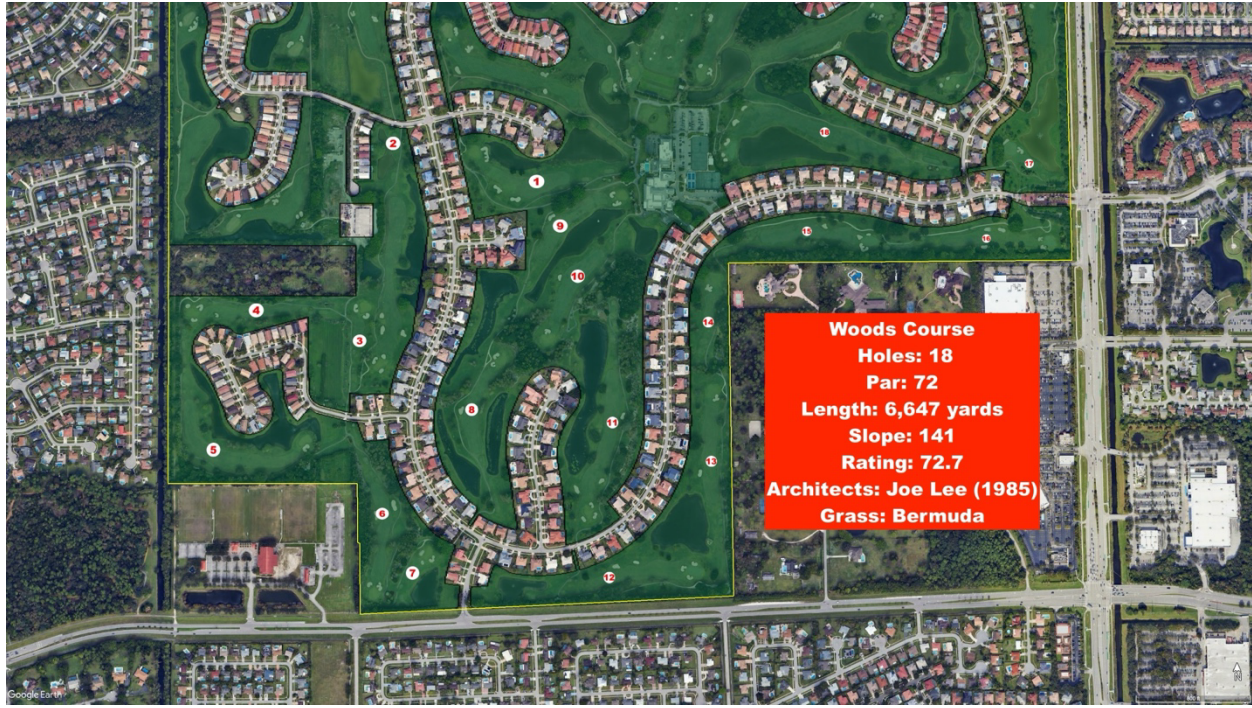 18
2
17
1
9
15
16
10
4
14
3
Woods Course
Holes: 18
Par: 72
Length: 6,647 yards
Slope: 141
Rating: 72.7
Architects: Joe Lee (1985)
Grass: Bermuda
8
11
5
13
6
7
12
Google Earth
N